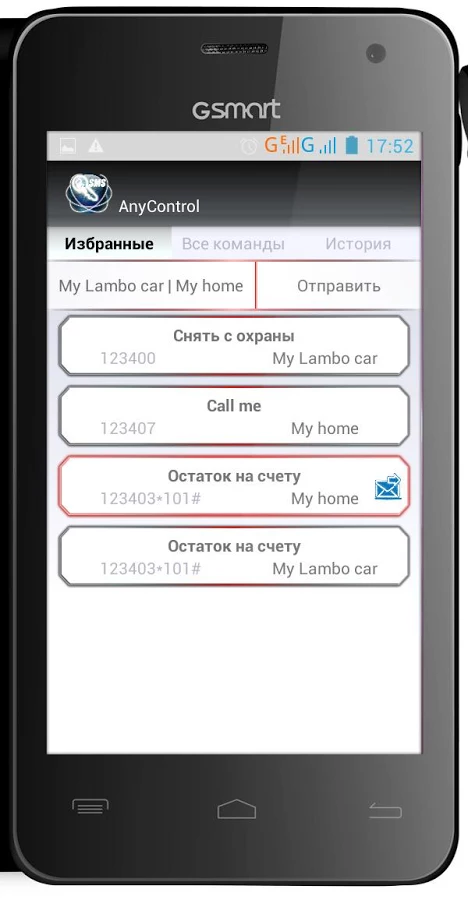 GSmart
G E G 17:52
SMS
AnyControl
Избранные Все команды История
My Lambo car | My home Отправить
Снять с охраны
123400 My Lambo car
Call me
123407 My home
Остаток на счету
123403*101# My home
Остаток на счету
123403*101# My Lambo car